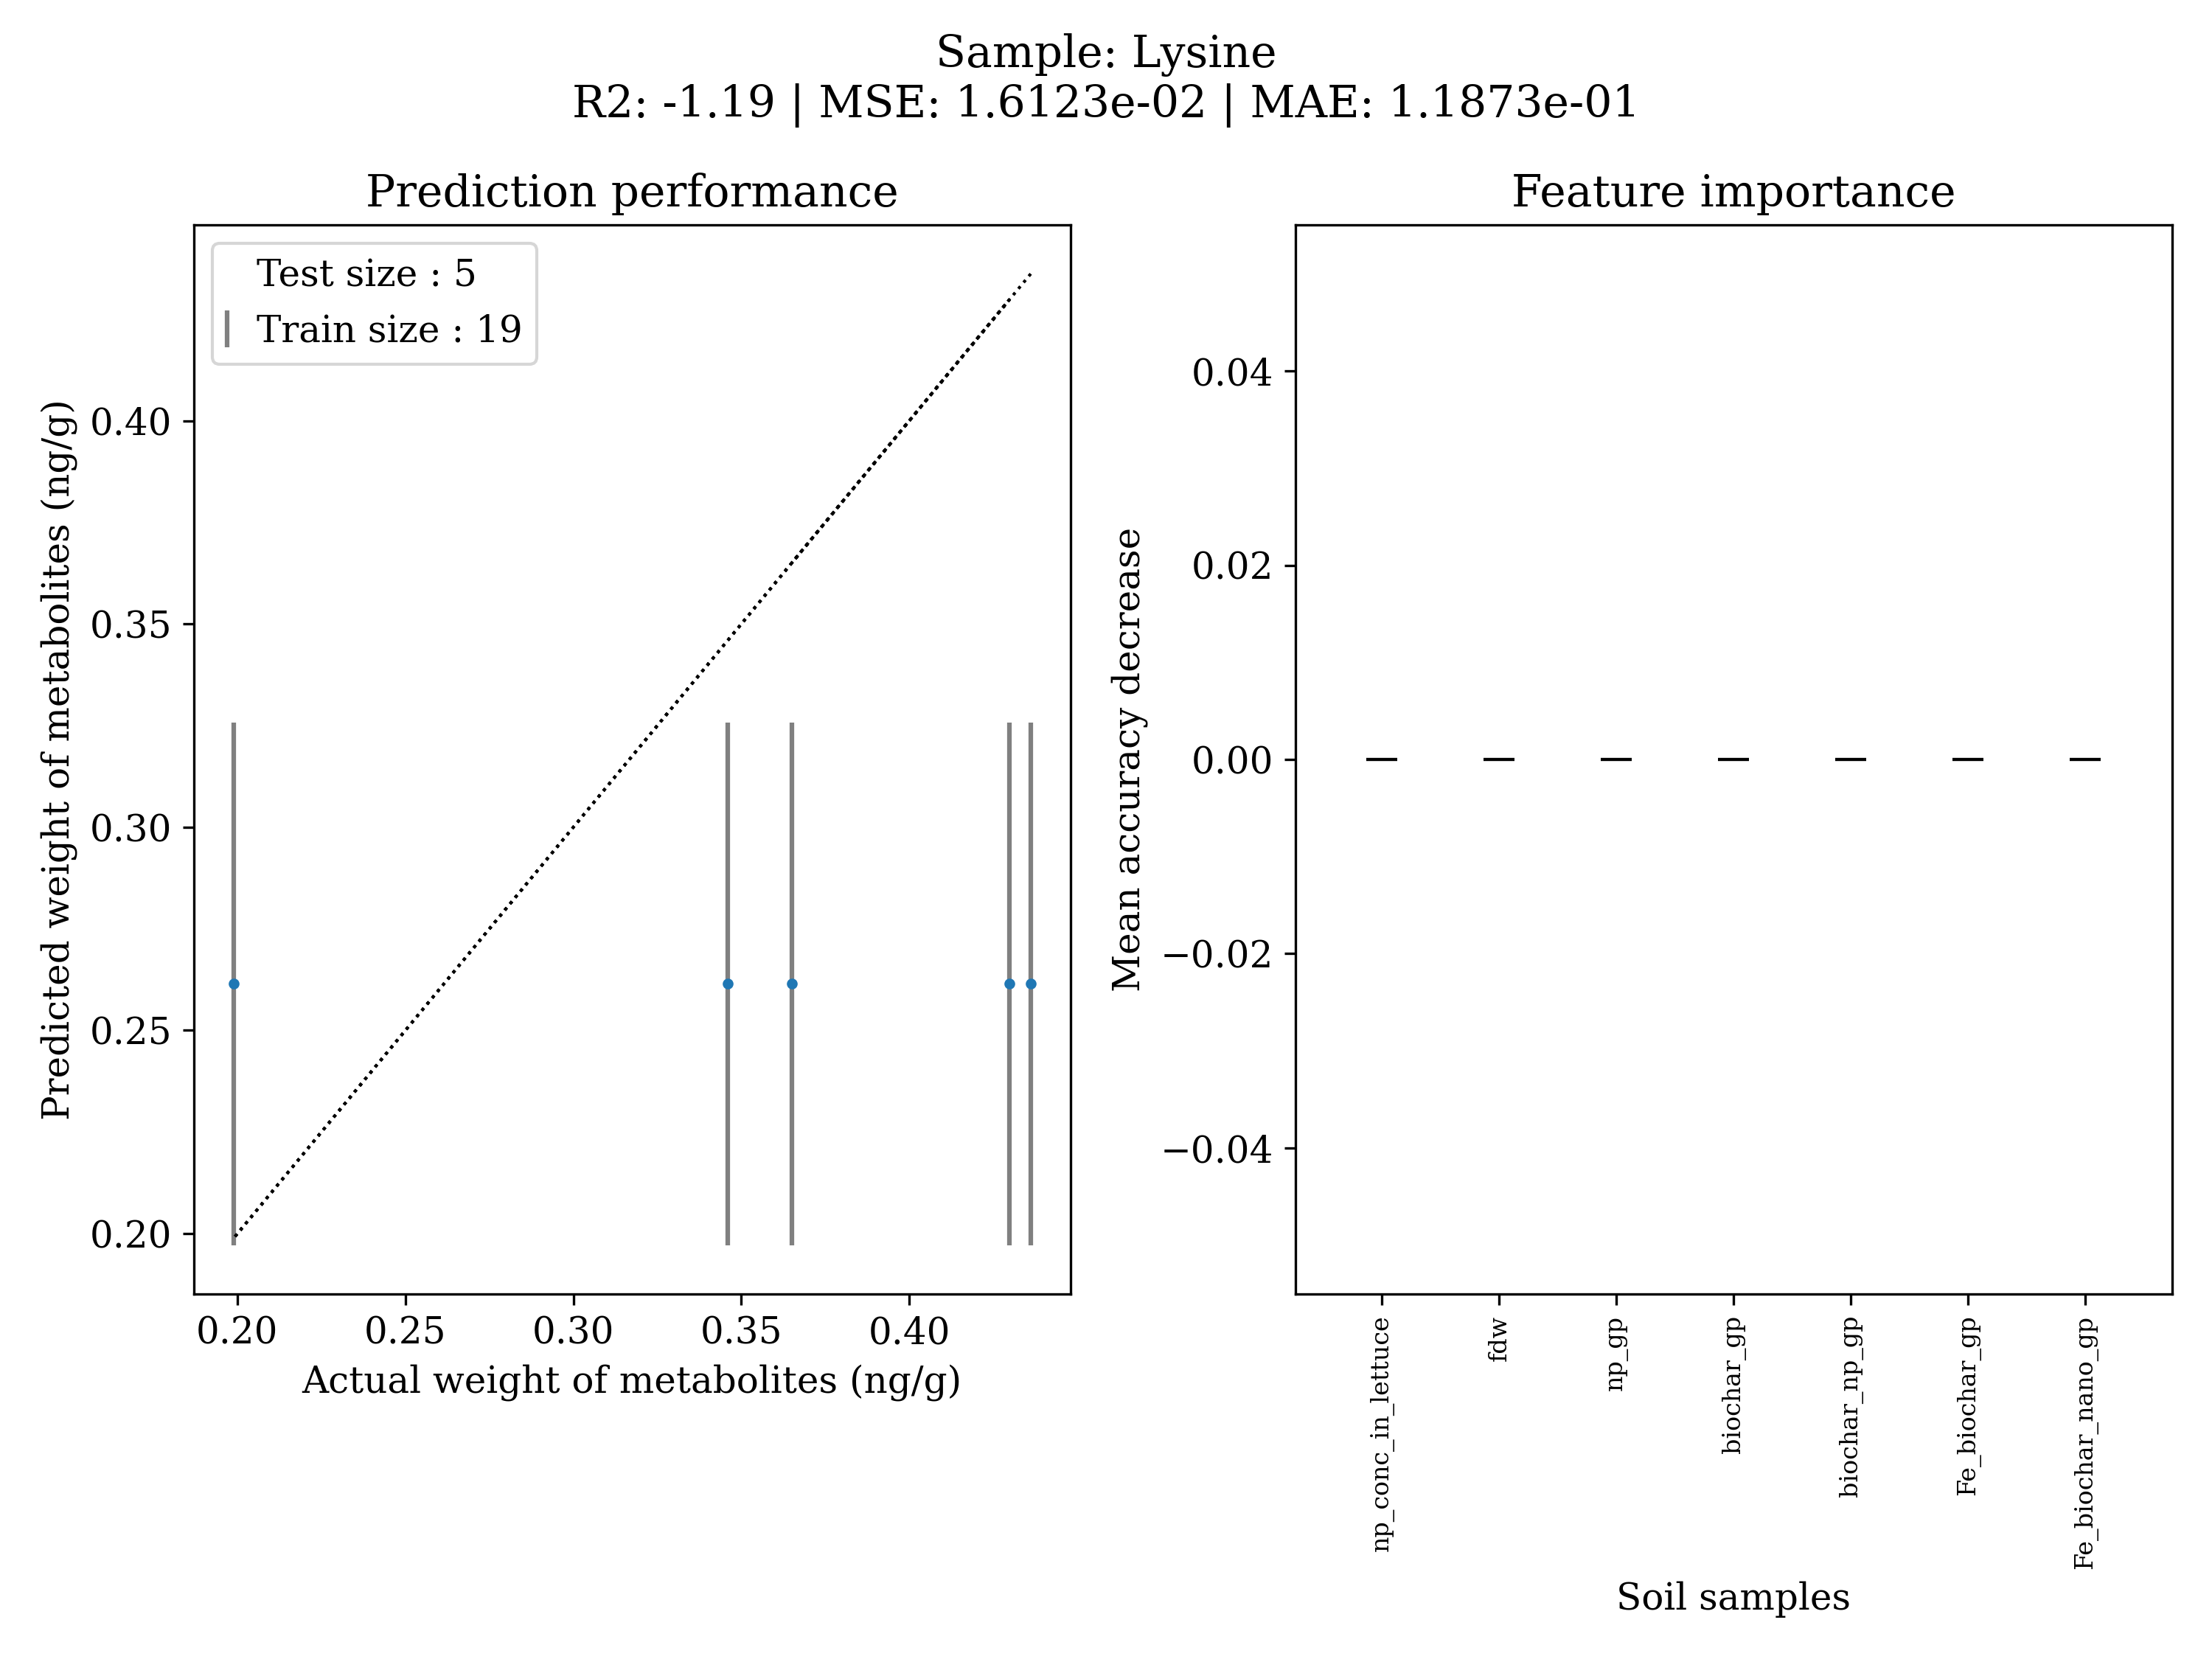 Sample: Lysine
R2: -1.19 | MSE: 1.6123e-02 | MAE: 1.1873e-01
Prediction performance
Test size : 5
Train size : 19
Predicted weight of metabolites (ng/g)
0.40
0.35
0.30
0.25
0.20
0.20 0.25 0.30 0.35 0.40
Actual weight of metabolites (ng/g)
Feature importance
Mean accuracy decrease
0.04
0.02
0.00
−0.02
−0.04
np_conc_in_lettuce
fdw
np_gp
biochar_gp
biochar_np_gp
Fe_biochar_gp
Fe_biochar_nano_gp
Soil samples